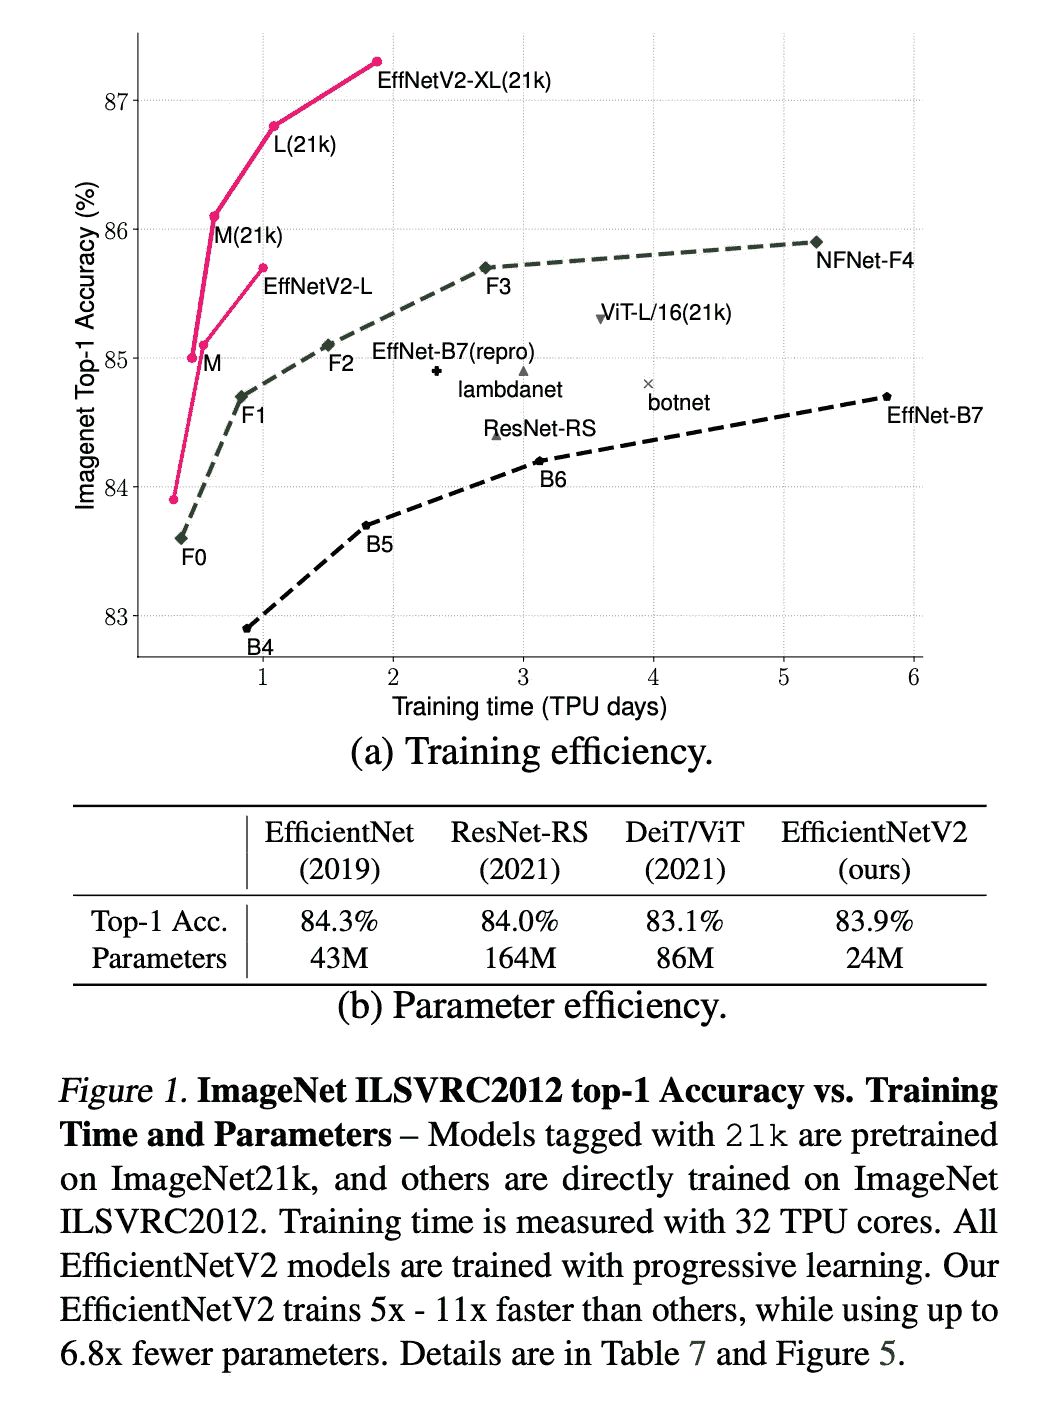 EffNetV2-XL(21k)
87
L(21k)
Imagenet Top-1 Accuracy (%)
86
M(21k)
NFNet-F4
EffNetV2-L
F3
ViT-L/16(21k)
85
M
F2
EffNet-B7(repro)
lambdanet
botnet
F1
ResNet-RS
EffNet-B7
84
B6
F0
B5
83
B4
1 2 3 4 5 6
Training time (TPU days)
(a) Training efficiency.
EfficientNet ResNet-RS DeiT/ViT EfficientNetV2
(2019) (2021) (2021) (ours)
Top-1 Acc. 84.3% 84.0% 83.1% 83.9%
Parameters 43M 164M 86M 24M
(b) Parameter efficiency.
Figure 1. ImageNet ILSVRC2012 top-1 Accuracy vs. Training
Time and Parameters – Models tagged with 21k are pretrained
on ImageNet21k, and others are directly trained on ImageNet
ILSVRC2012. Training time is measured with 32 TPU cores. All
EfficientNetV2 models are trained with progressive learning. Our
EfficientNetV2 trains 5x - 11x faster than others, while using up to
6.8x fewer parameters. Details are in Table 7 and Figure 5.